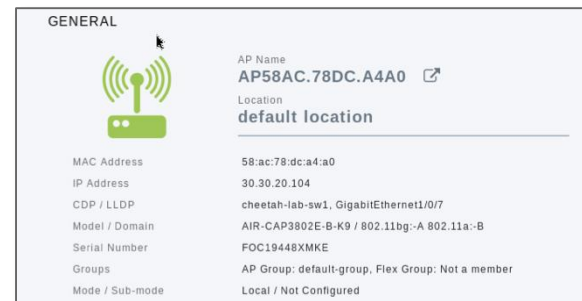 GENERAL
AP Name
AP58AC.78DC.A4A0
Location
default location
MAC Address 58:ac:78:dc:a4:a0
IP Address 30.30.20.104
CDP / LLDP cheetah-lab-sw1, GigabitEthernet1/0/7
Model / Domain AIR-CAP3802E-B-K9 / 802.11bg:-A 802.11a:-B
Serial Number FOC19448XMKE
Groups AP Group: default-group, Flex Group: Not a member
Mode / Sub-mode Local / Not Configured